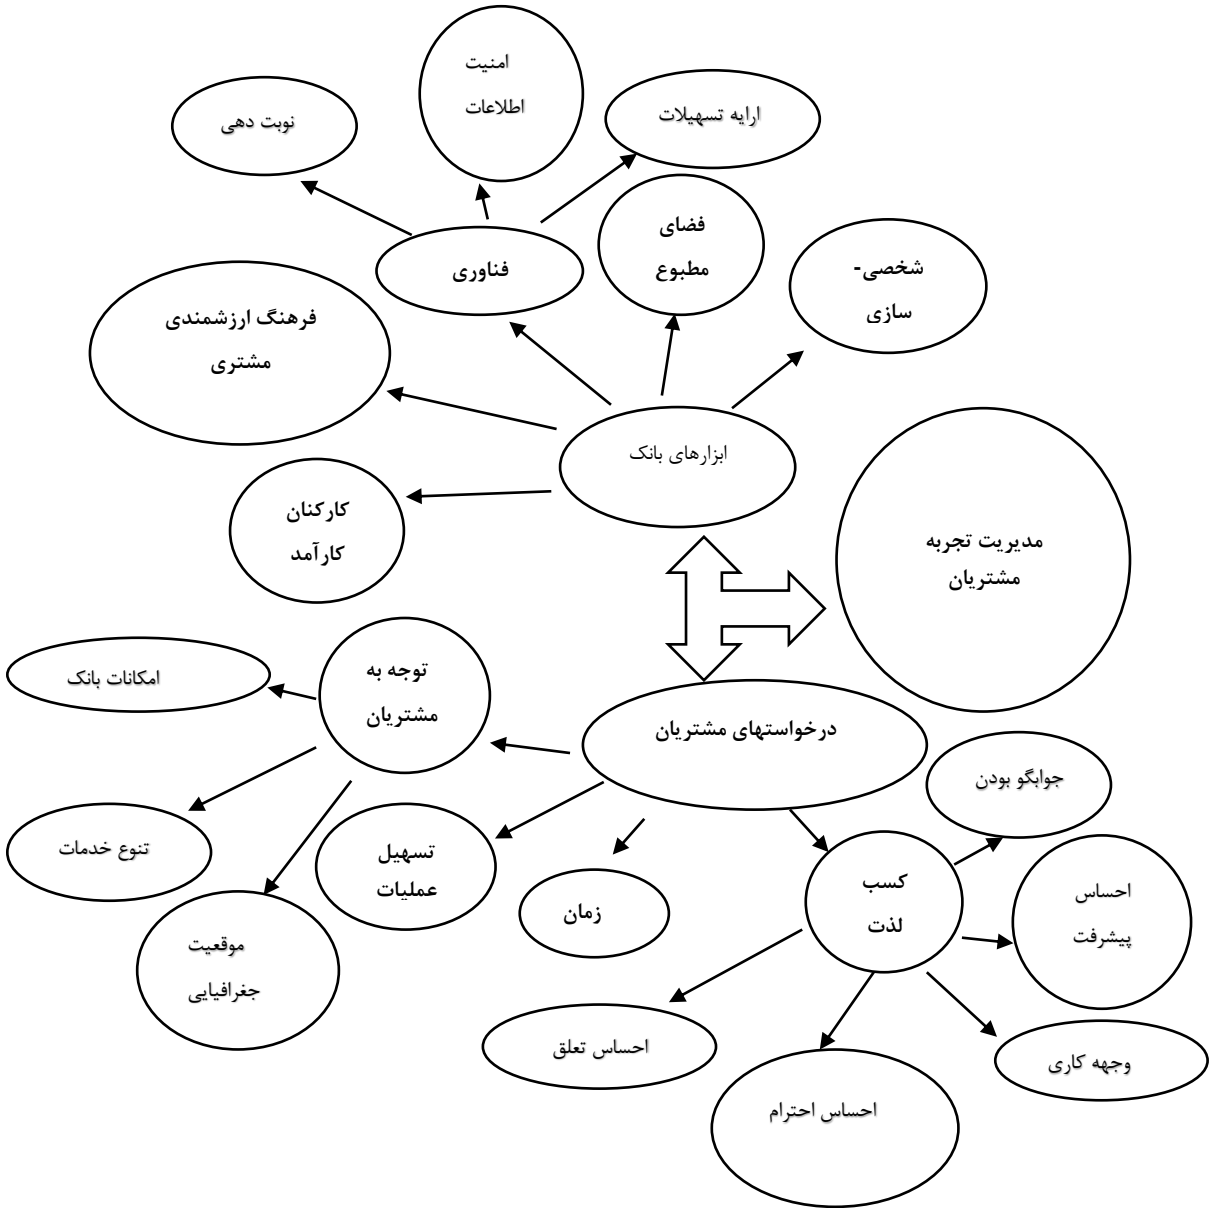 امنیت
اطلاعات
ارایه تسهیلات
نوبت دهی
فضای
مطبوع
شخصی-
سازی
فناوری
فرهنگ ارزشمندی
مشتری
ابزارهای بانک
کارکنان
کارآمد
مدیریت تجربه
مشتریان
توجه به
مشتریان
امکانات بانک
درخواستهای مشتریان
جوابگو بودن
تنوع خدمات
تسهیل
عملیات
کسب
لذت
زمان
احساس
پیشرفت
موقعیت
جغرافیایی
احساس تعلق
وجهه کاری
احساس احترام